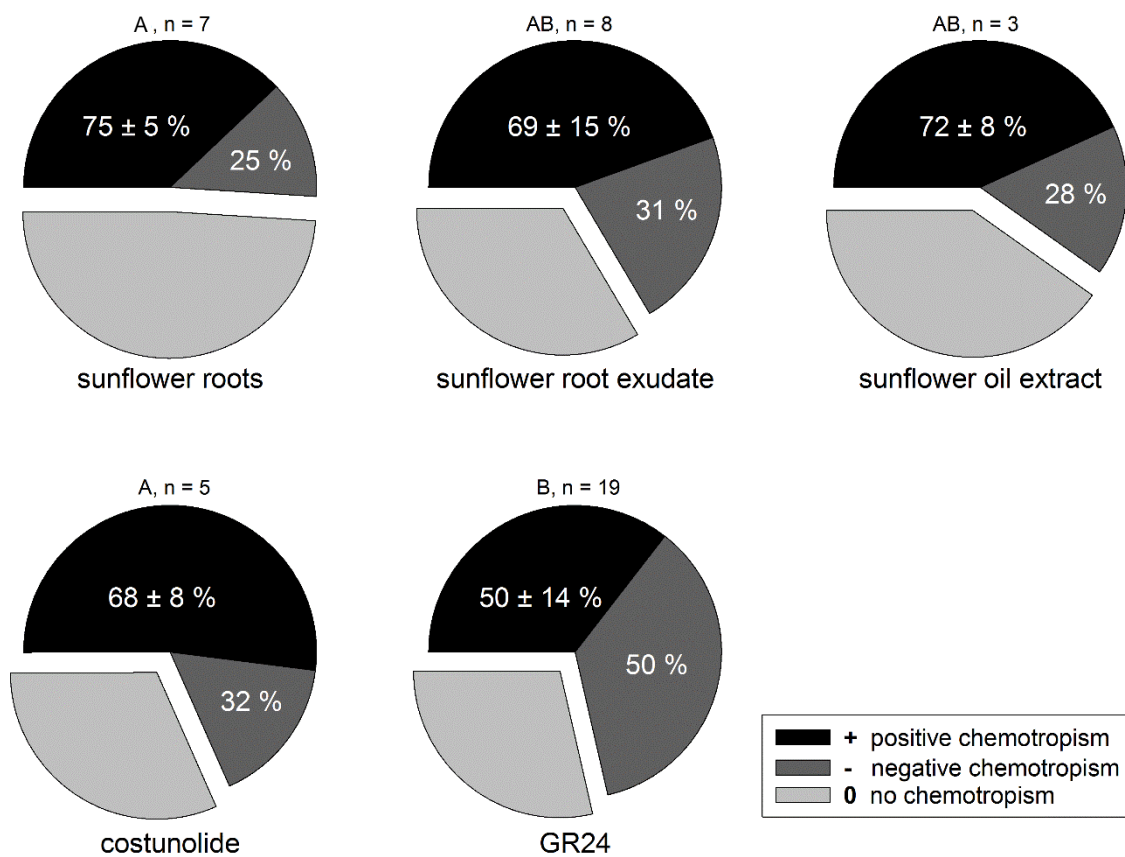 A , n = 7
AB, n = 8
AB, n = 3
75 ± 5 %
25 %
69 ± 15 %
31 %
72 ± 8 %
28 %
sunflower roots
sunflower root exudate
sunflower oil extract
A, n = 5
B, n = 19
68 ± 8 %
32 %
50 ± 14 %
50 %
costunolide
GR24
+ positive chemotropism
- negative chemotropism
0 no chemotropism